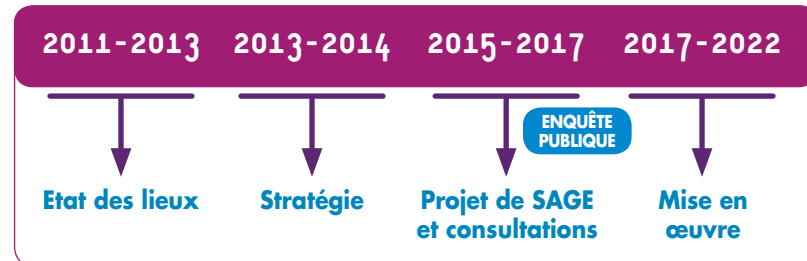 2011-2013 2013-2014 2015-2017 2017-2022
ENQUÊTE
PUBLIQUE
Etat des lieux Stratégie Projet de SAGE Mise en
et consultations œuvre